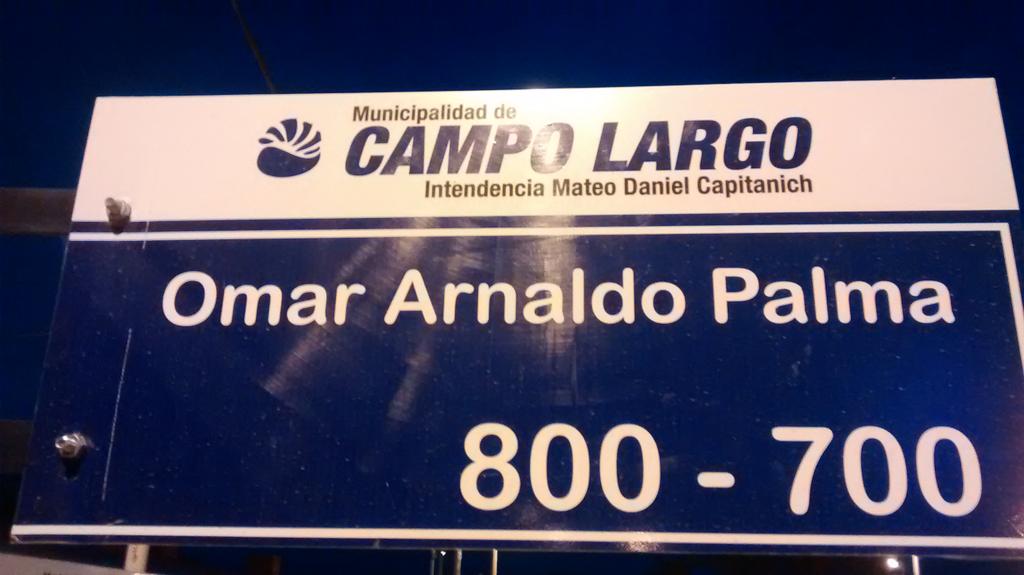 Municipalidad de
CAMPO LARGO
Intendencia Mateo Daniel Capitanich
Omar Arnaldo Palma
800 - 700